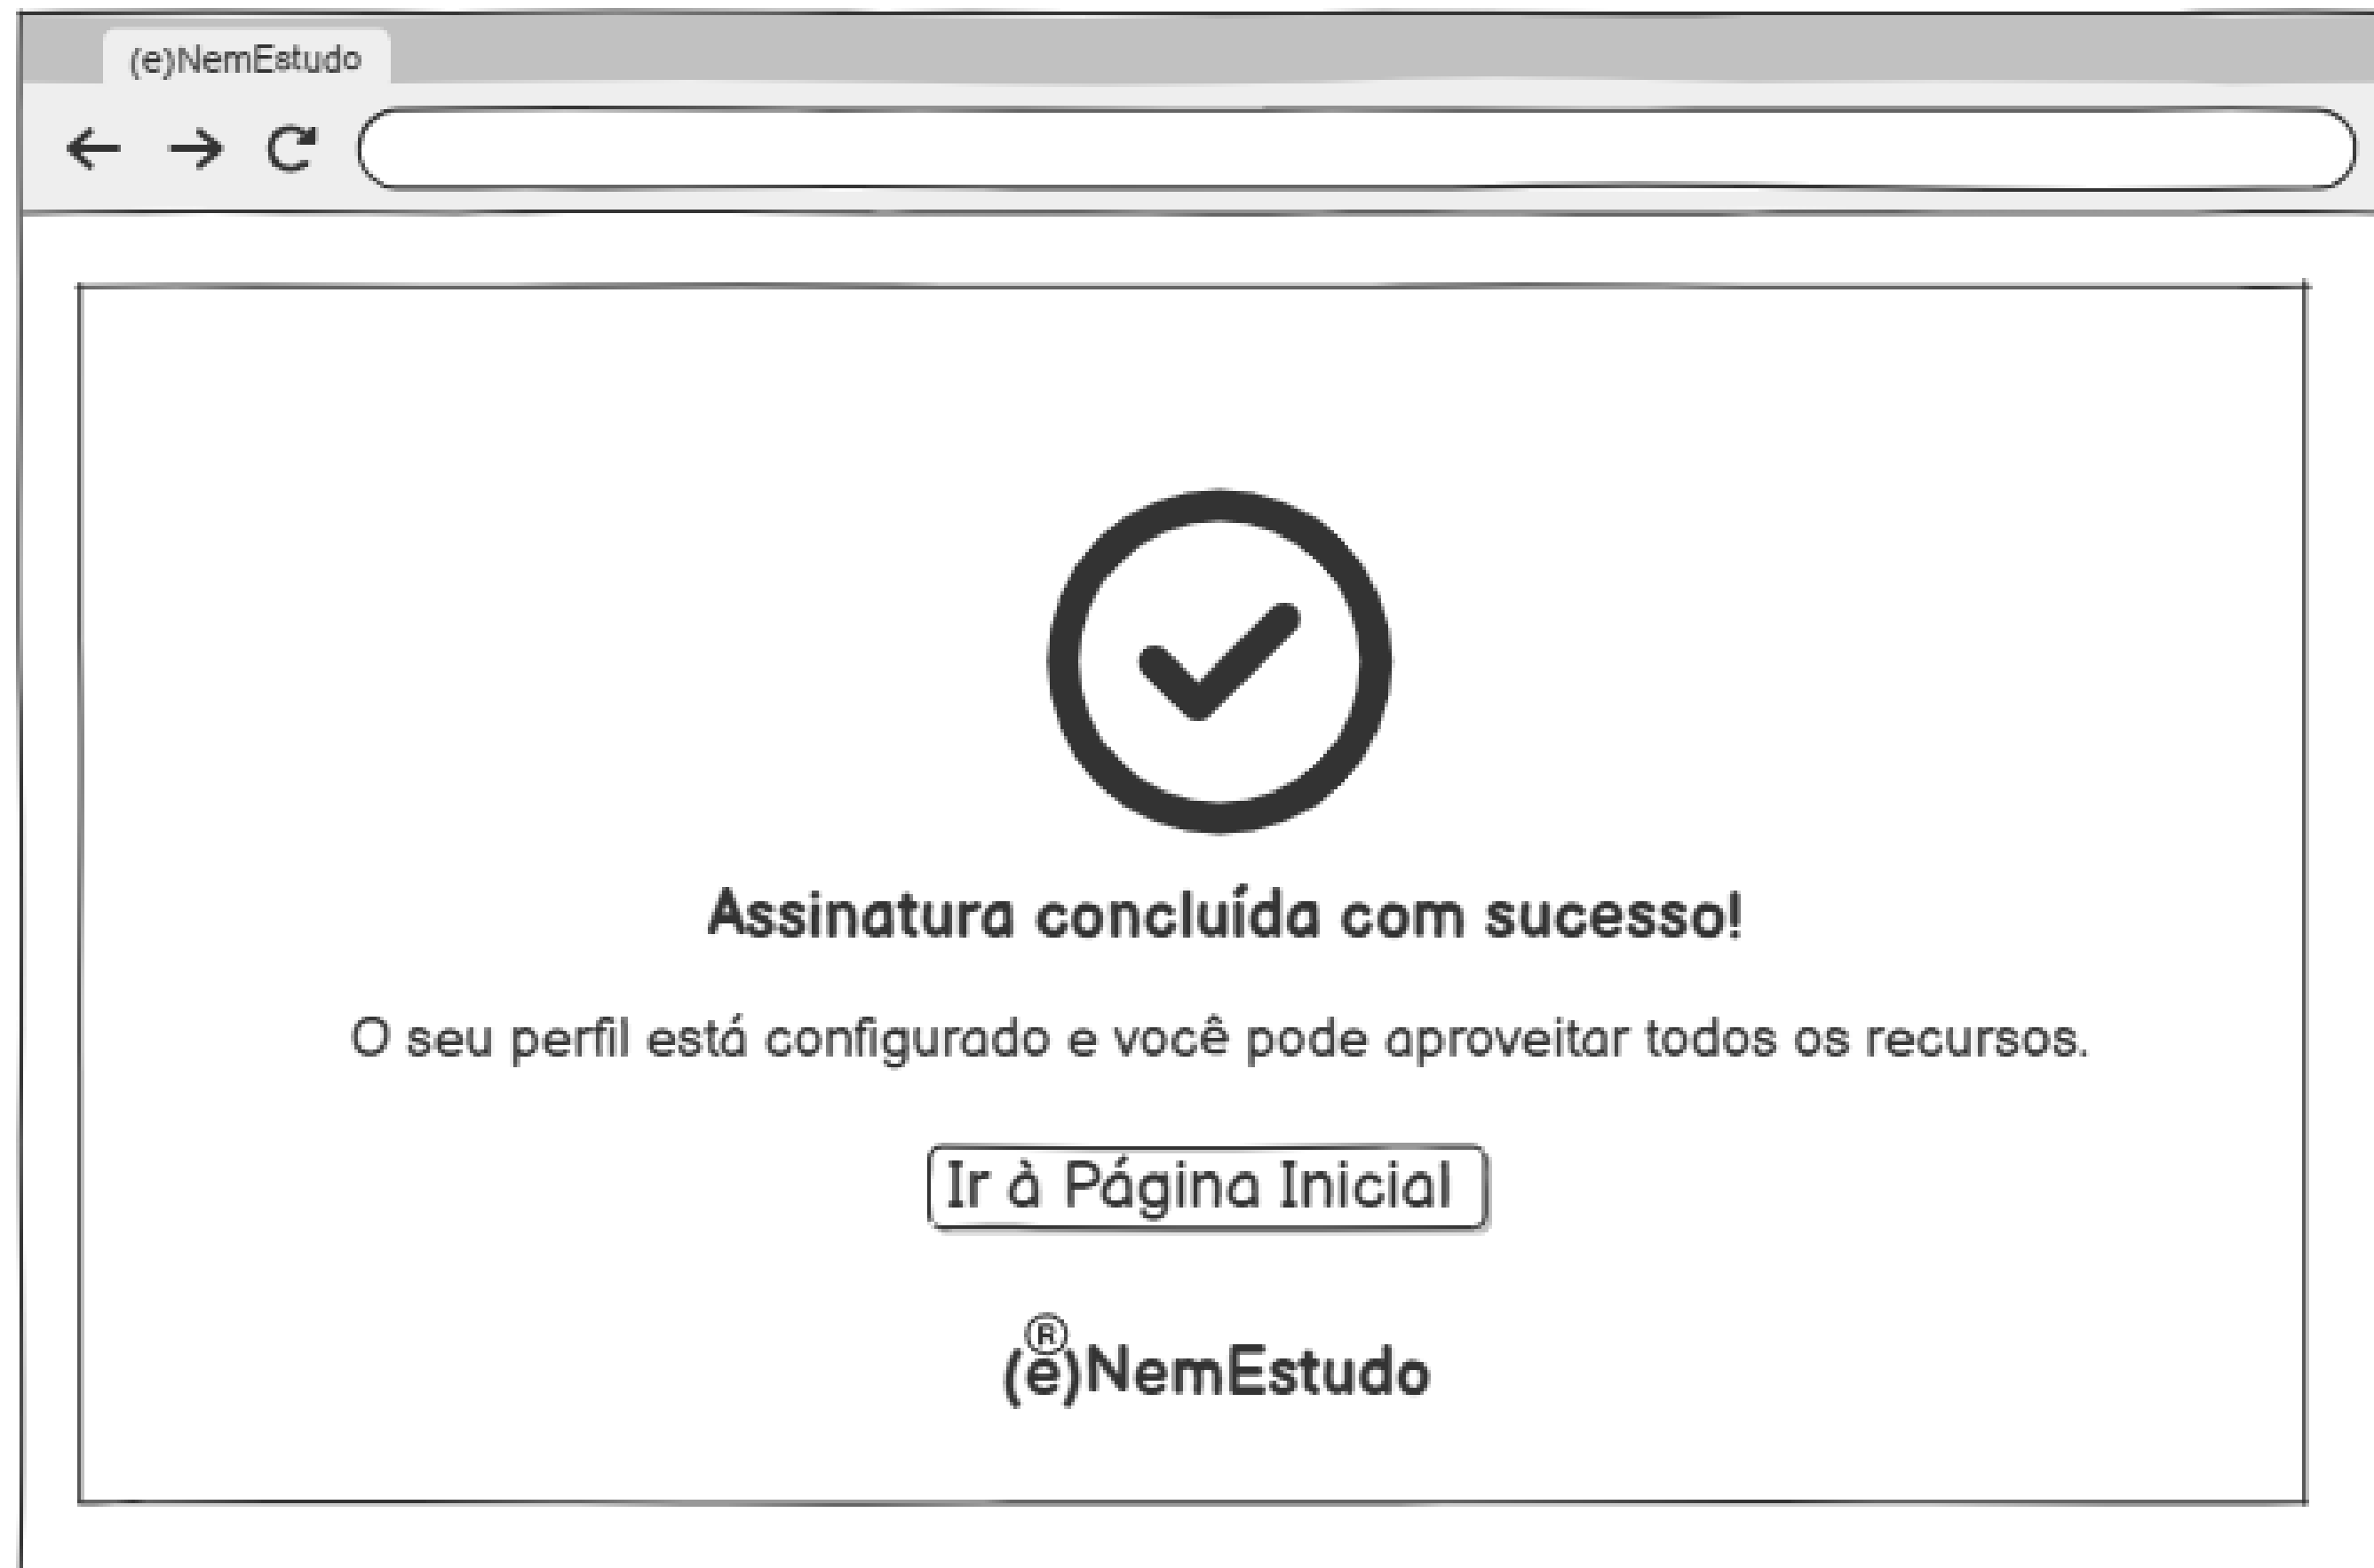 (e)NemEstudo
Assinatura concluída com sucesso!
O seu perfil está configurado e você pode aproveitar todos os recursos.
Ir à Página Inicial
®
(e)NemEstudo